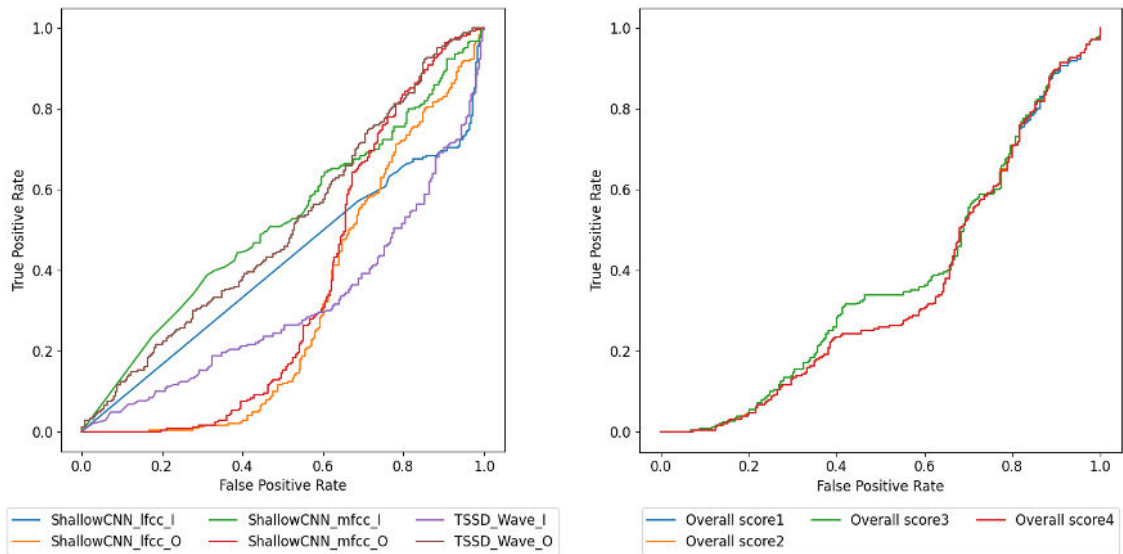 1.0
0.8
0.6
0.4
0.2
0.0
True Positive Rate
0.0 0.2 0.4 0.6 0.8 1.0
False Positive Rate
ShallowCNN_lfcc_I ShallowCNN_mfcc_I TSSD_Wave_I
ShallowCNN_lfcc_O ShallowCNN_mfcc_O TSSD_Wave_O
1.0
0.8
0.6
0.4
0.2
0.0
True Positive Rate
0.0 0.2 0.4 0.6 0.8 1.0
False Positive Rate
Overall score1 Overall score3 Overall score4
Overall score2